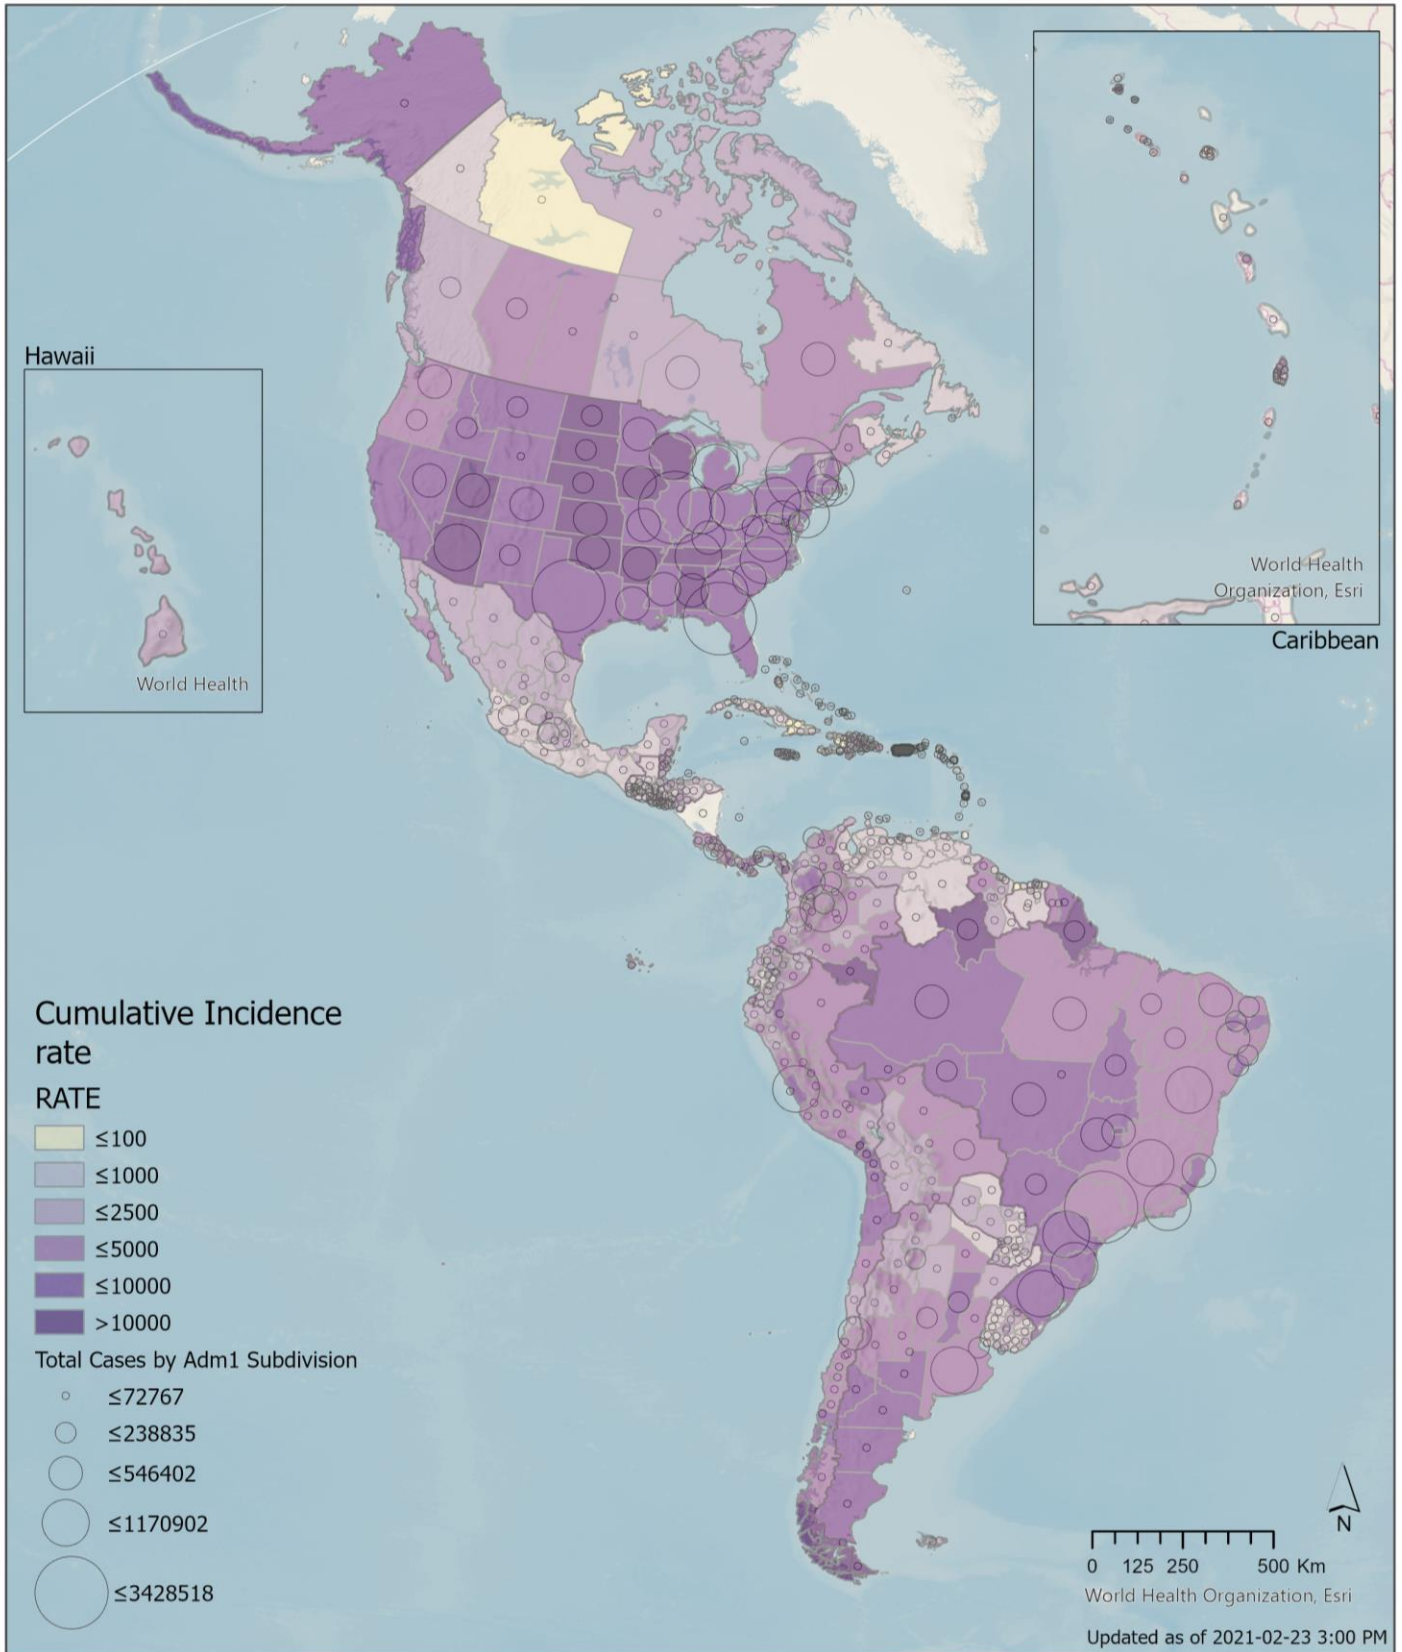 Hawaii
World Health
World Health
Organization, Esri
Caribbean
Cumulative Incidence
rate
RATE
≤100
≤1000
≤2500
≤5000
≤10000
>10000
Total Cases by Adm1 Subdivision
≤72767
≤238835
≤546402
≤1170902
≤3428518
N
0 125 250 500 Km
World Health Organization, Esri
Updated as of 2021-02-23 3:00 PM